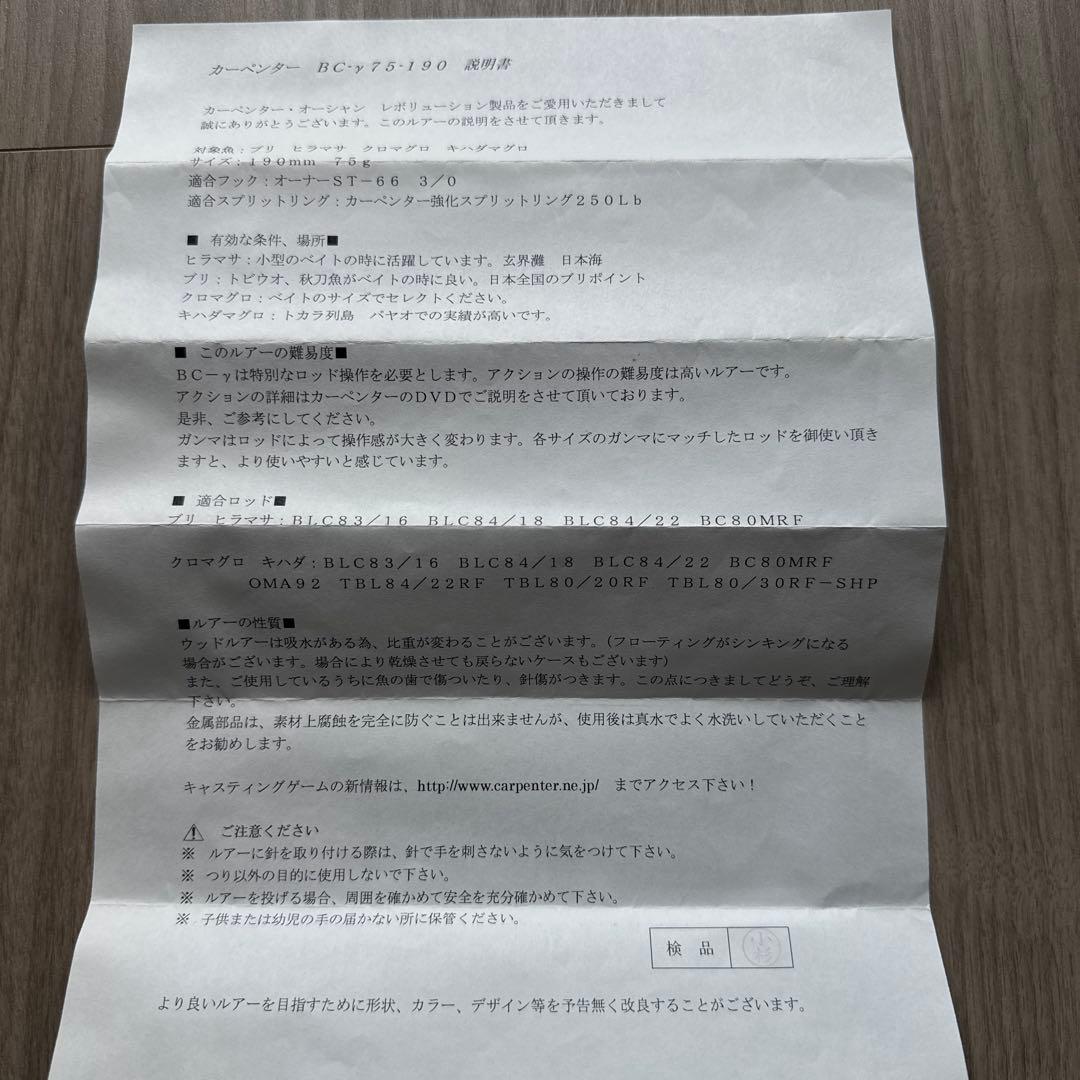 カーペンター　ＢＣ-γ７５-１９０　説明書
カーペンター・オーシャン　レボリューション製品をご愛用いただきまして
誠にありがとうございます。このルアーの説明をさせて頂きます。
対象魚：ブリ　ヒラマサ　クロマグロ　キハダマグロ
サイズ：１９０ｍｍ　７５ｇ
適合フック：オーナーＳＴ－６６　３／０
適合スプリットリング：カーペンター強化スプリットリング２５０Ｌｂ
■　有効な条件、場所■
ヒラマサ：小型のベイトの時に活躍しています。玄界灘　日本海
ブリ：トビウオ、秋刀魚がベイトの時に良い。日本全国のブリポイント
クロマグロ：ベイトのサイズでセレクトください。
キハダマグロ：トカラ列島　パヤオでの実績が高いです。
■　このルアーの難易度■
ＢＣ－γは特別なロッド操作を必要とします。アクションの操作の難易度は高いルアーです。
アクションの詳細はカーペンターのＤＶＤでご説明をさせて頂いております。
是非、ご参考にしてください。
ガンマはロッドによって操作感が大きく変わります。各サイズのガンマにマッチしたロッドを御使い頂き
ますと、より使いやすいと感じています。
■　適合ロッド■
ブリ　ヒラマサ：ＢＬＣ８３／１６　ＢＬＣ８４／１８　ＢＬＣ８４／２２　ＢＣ８０ＭＲＦ
クロマグロ　キハダ：ＢＬＣ８３／１６　ＢＬＣ８４／１８　ＢＬＣ８４／２２　ＢＣ８０ＭＲＦ
ＯＭＡ９２　ＴＢＬ８４／２２ＲＦ　ＴＢＬ８０／２０ＲＦ　ＴＢＬ８０／３０ＲＦ－ＳＨＰ
■ルアーの性質■
ウッドルアーは吸水がある為、比重が変わることがございます。（フローティングがシンキングになる
場合がございます。場合により乾燥させても戻らないケースもございます）
また、ご使用しているうちに魚の歯で傷ついたり、針傷がつきます。この点につきましてどうぞ、ご理解
下さい。
金属部品は、素材上腐蝕を完全に防ぐことは出来ませんが、使用後は真水でよく水洗いしていただくこと
をお勧めします。
キャスティングゲームの新情報は、http://www.carpenter.ne.jp/　までアクセス下さい！
⚠　ご注意ください
※　ルアーに針を取り付ける際は、針で手を刺さないように気をつけて下さい。
※　つり以外の目的に使用しないで下さい。
※　ルアーを投げる場合、周囲を確かめて安全を充分確かめて下さい。
※　子供または幼児の手の届かない所に保管ください。
検　品　小杉
より良いルアーを目指すために形状、カラー、デザイン等を予告無く改良することがございます。